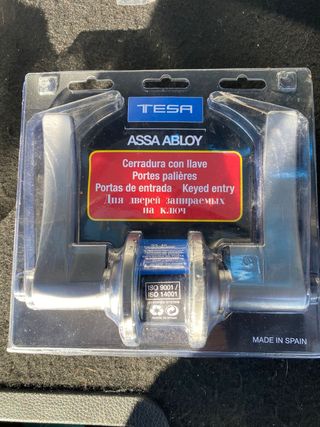 TESA
ASSA ABLOY
Cerradura con llave
Portes palières
Portas de entrada Keyed entry
Для дверей запираемых
на ключ
ISO 9001 /
ISO 14001
MADE IN SPAIN